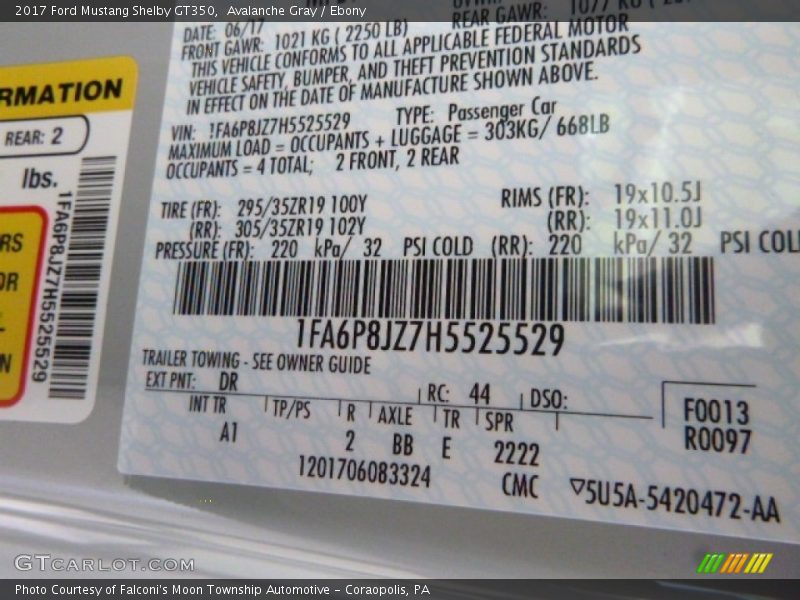 2017 Ford Mustang Shelby GT350, Avalanche Gray / Ebony
DATE: 06/17
REAR GAWR: 1077 KG
FRONT GAWR: 1021 KG ( 2250 LB)
THIS VEHICLE CONFORMS TO ALL APPLICABLE FEDERAL MOTOR
VEHICLE SAFETY, BUMPER, AND THEFT PREVENTION STANDARDS
IN EFFECT ON THE DATE OF MANUFACTURE SHOWN ABOVE.
VIN: 1FA6P8JZ7H5525529 TYPE: Passenger Car
MAXIMUM LOAD = OCCUPANTS + LUGGAGE = 303KG/ 668LB
OCCUPANTS = 4 TOTAL; 2 FRONT, 2 REAR
TIRE (FR): 295/35ZR19 100Y RIMS (FR): 19x10.5J
(RR): 305/35ZR19 102Y (RR): 19x11.0J
PRESSURE (FR): 220 kPa/ 32 PSI COLD (RR): 220 kPa/ 32 PSI COL
1FA6P8JZ7H5525529
TRAILER TOWING - SEE OWNER GUIDE
EXT PNT: DR RC: 44 DSO:
INT TR TP/PS R AXLE TR SPR
A1 2 BB E 2222
F0013
R0097
1201706083324 CMC ▽5U5A-5420472-AA
RMATION
REAR: 2
lbs.
1FA6P8JZ7H5525529
RS
OR
N
GTCARLOT.COM
Photo Courtesy of Falconi's Moon Township Automotive – Coraopolis, PA